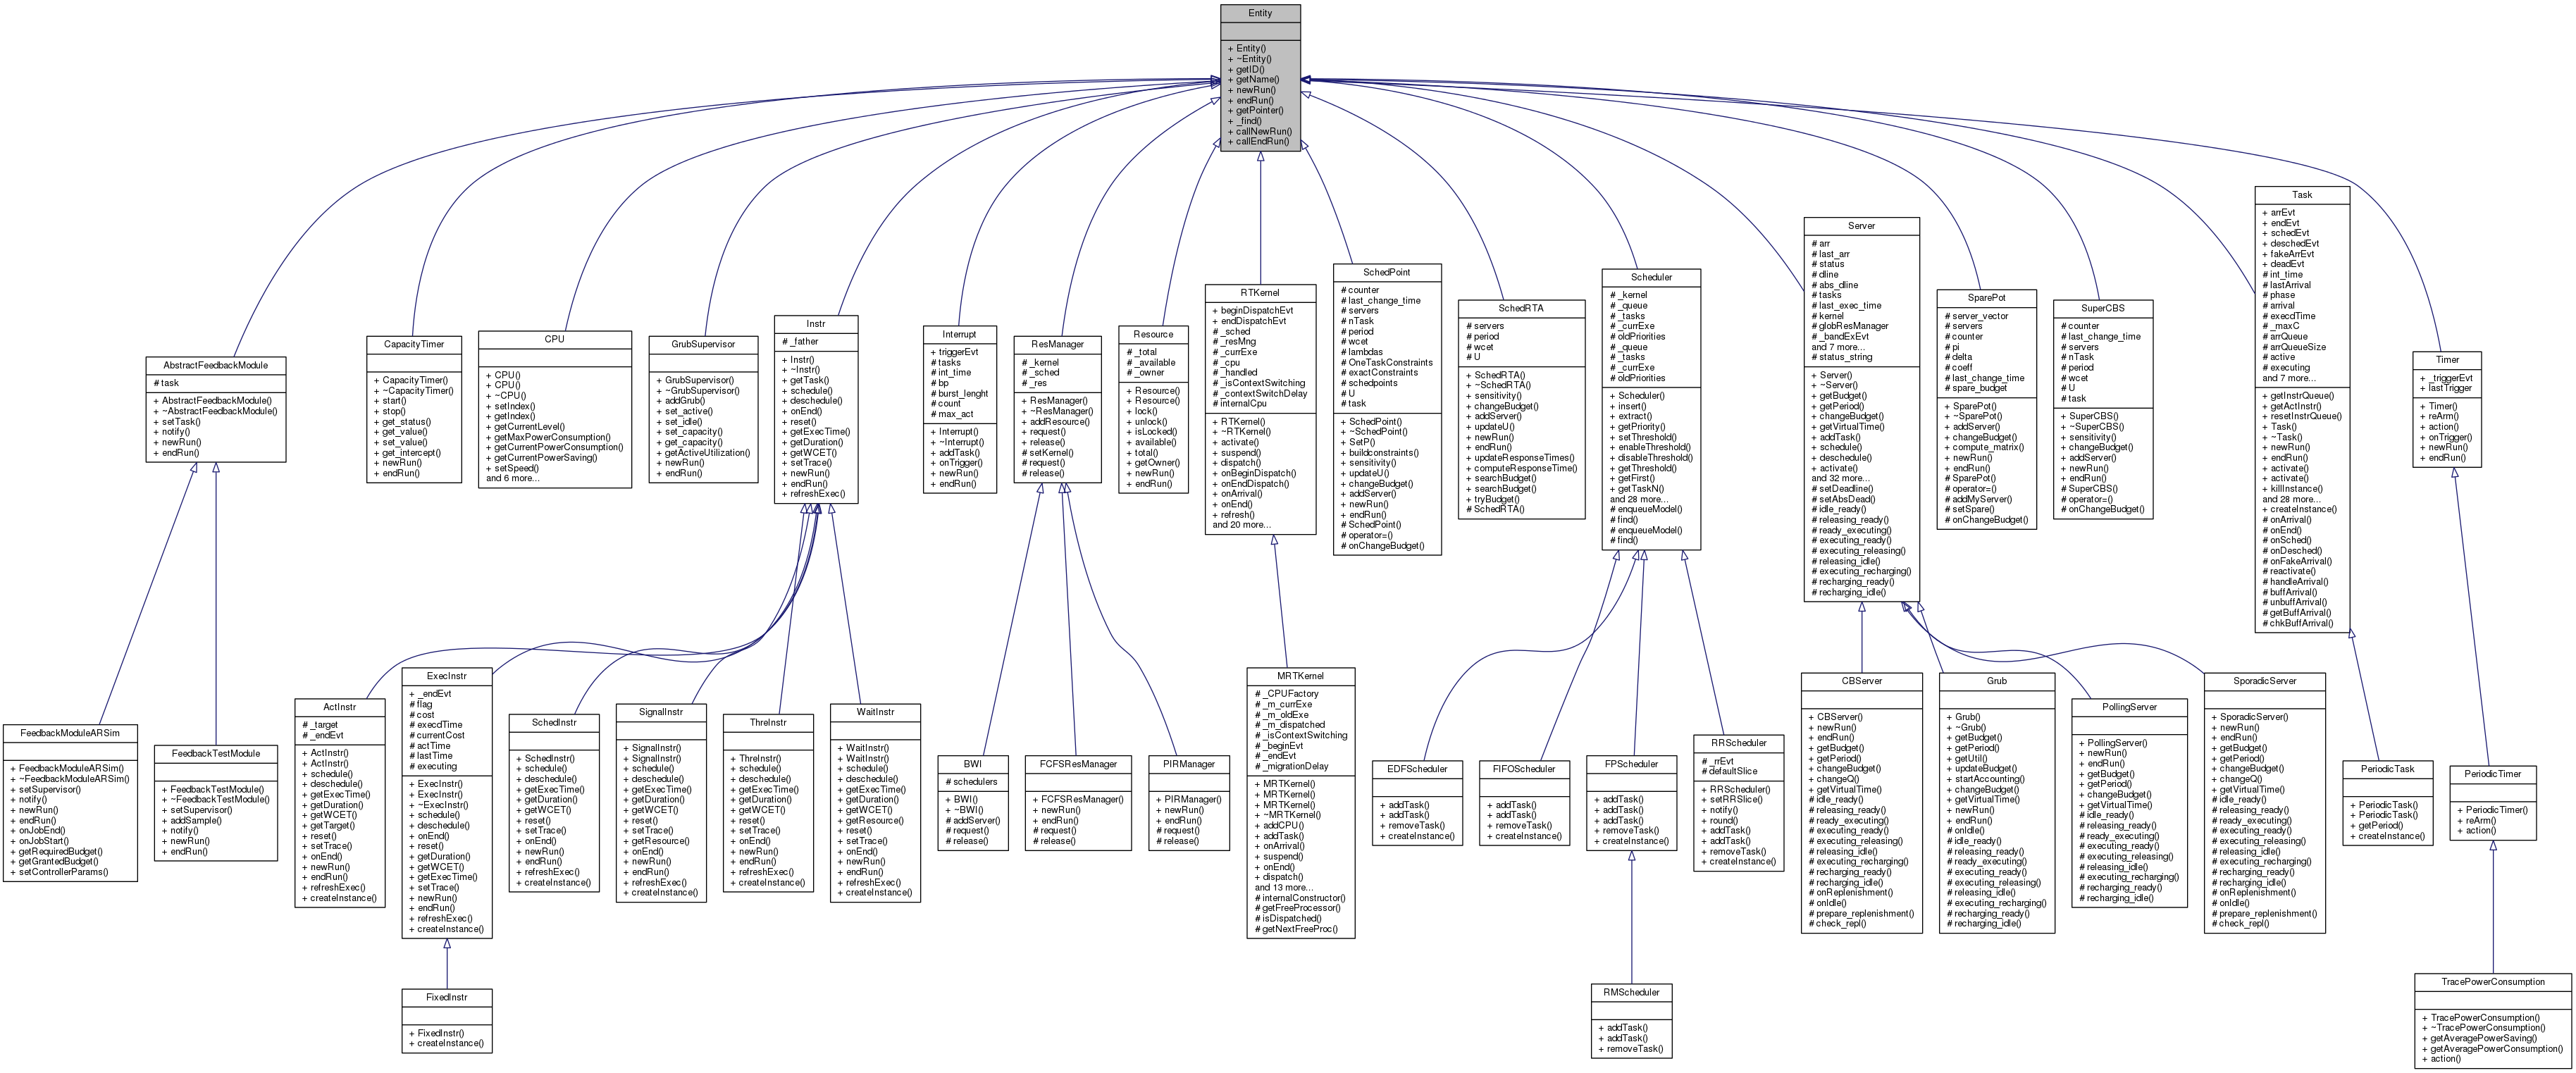 Entity
+ Entity()
+ ~Entity()
+ getID()
+ getName()
+ newRun()
+ endRun()
+ getPointer()
+ _find()
+ callNewRun()
+ callEndRun()
AbstractFeedbackModule
# task
+ AbstractFeedbackModule()
+ ~AbstractFeedbackModule()
+ setTask()
+ notify()
+ newRun()
+ endRun()
CapacityTimer
+ CapacityTimer()
+ ~CapacityTimer()
+ start()
+ stop()
+ get_status()
+ get_value()
+ set_value()
+ get_intercept()
+ newRun()
+ endRun()
CPU
+ CPU()
+ CPU()
+ ~CPU()
+ setIndex()
+ getIndex()
+ getCurrentLevel()
+ getMaxPowerConsumption()
+ getCurrentPowerConsumption()
+ getCurrentPowerSaving()
+ setSpeed()
and 6 more...
GrubSupervisor
+ GrubSupervisor()
+ ~GrubSupervisor()
+ addGrub()
+ set_active()
+ set_idle()
+ set_capacity()
+ get_capacity()
+ getActiveUtilization()
+ newRun()
+ endRun()
Instr
# _father
+ Instr()
+ ~Instr()
+ getTask()
+ schedule()
+ deschedule()
+ onEnd()
+ reset()
+ getExecTime()
+ getDuration()
+ getWCET()
+ setTrace()
+ newRun()
+ endRun()
+ refreshExec()
Interrupt
+ triggerEvt
# tasks
# int_time
# bp
# burst_lenght
# count
# max_act
+ Interrupt()
+ ~Interrupt()
+ addTask()
+ onTrigger()
+ newRun()
+ endRun()
ResManager
# _kernel
# _sched
# _res
+ ResManager()
+ ~ResManager()
+ addResource()
+ request()
+ release()
# setKernel()
# request()
# release()
Resource
# _total
# _available
# _owner
+ Resource()
+ Resource()
+ lock()
+ unlock()
+ isLocked()
+ available()
+ total()
+ getOwner()
+ newRun()
+ endRun()
RTKernel
+ beginDispatchEvt
+ endDispatchEvt
# _sched
# _resMng
# _currExe
# _cpu
# _handled
# _isContextSwitching
# _contextSwitchDelay
# internalCpu
+ RTKernel()
+ ~RTKernel()
+ activate()
+ suspend()
+ dispatch()
+ onBeginDispatch()
+ onEndDispatch()
+ onArrival()
+ onEnd()
+ refresh()
and 20 more...
SchedPoint
# counter
# last_change_time
# servers
# nTask
# period
# wcet
# lambdas
# OneTaskConstraints
# exactConstraints
# schedpoints
# U
# task
+ SchedPoint()
+ ~SchedPoint()
+ SetP()
+ buildconstraints()
+ sensitivity()
+ updateU()
+ changeBudget()
+ addServer()
+ newRun()
+ endRun()
# SchedPoint()
# operator=()
# onChangeBudget()
SchedRTA
# servers
# period
# wcet
# U
+ SchedRTA()
+ ~SchedRTA()
+ sensitivity()
+ changeBudget()
+ addServer()
+ updateU()
+ newRun()
+ endRun()
+ updateResponseTimes()
+ computeResponseTime()
+ searchBudget()
+ searchBudget()
+ tryBudget()
# SchedRTA()
Scheduler
# _kernel
# _queue
# _tasks
# _currExe
# oldPriorities
# _queue
# _tasks
# _currExe
# oldPriorities
+ Scheduler()
+ insert()
+ extract()
+ getPriority()
+ setThreshold()
+ enableThreshold()
+ disableThreshold()
+ getThreshold()
+ getFirst()
+ getTaskN()
and 28 more...
# enqueueModel()
# find()
# enqueueModel()
# find()
Server
# arr
# last_arr
# status
# dline
# abs_dline
# tasks
# last_exec_time
# kernel
# globResManager
# _bandExEvt
and 7 more...
# status_string
+ Server()
+ ~Server()
+ getBudget()
+ getPeriod()
+ changeBudget()
+ getVirtualTime()
+ addTask()
+ schedule()
+ deschedule()
+ activate()
and 32 more...
# setDeadline()
# setAbsDead()
# idle_ready()
# releasing_ready()
# ready_executing()
# executing_ready()
# executing_releasing()
# releasing_idle()
# executing_recharging()
# recharging_ready()
# recharging_idle()
SparePot
# server_vector
# servers
# counter
# pi
# delta
# coeff
# last_change_time
# spare_budget
+ SparePot()
+ ~SparePot()
+ addServer()
+ changeBudget()
+ compute_matrix()
+ newRun()
+ endRun()
# SparePot()
# operator=()
# addMyServer()
# setSpare()
# onChangeBudget()
SuperCBS
# counter
# last_change_time
# servers
# nTask
# period
# wcet
# U
# task
+ SuperCBS()
+ ~SuperCBS()
+ sensitivity()
+ changeBudget()
+ addServer()
+ newRun()
+ endRun()
# SuperCBS()
# operator=()
# onChangeBudget()
Task
+ arrEvt
+ endEvt
+ schedEvt
+ deschedEvt
+ fakeArrEvt
+ deadEvt
# int_time
# lastArrival
# phase
# arrival
# execdTime
# _maxC
# arrQueue
# arrQueueSize
# active
# executing
and 7 more...
+ getInstrQueue()
+ getActInstr()
+ resetInstrQueue()
+ Task()
+ ~Task()
+ newRun()
+ endRun()
+ activate()
+ activate()
+ killInstance()
and 28 more...
+ createInstance()
# onArrival()
# onEnd()
# onSched()
# onDesched()
# onFakeArrival()
# reactivate()
# handleArrival()
# buffArrival()
# unbuffArrival()
# getBuffArrival()
# chkBuffArrival()
Timer
+ _triggerEvt
+ lastTrigger
+ Timer()
+ reArm()
+ action()
+ onTrigger()
+ newRun()
+ endRun()
FeedbackModuleARSim
+ FeedbackModuleARSim()
+ ~FeedbackModuleARSim()
+ setSupervisor()
+ notify()
+ newRun()
+ endRun()
+ onJobEnd()
+ onJobStart()
+ getRequiredBudget()
+ getGrantedBudget()
+ setControllerParams()
FeedbackTestModule
+ FeedbackTestModule()
+ ~FeedbackTestModule()
+ setSupervisor()
+ addSample()
+ notify()
+ newRun()
+ endRun()
ActInstr
# _target
# _endEvt
+ ActInstr()
+ ActInstr()
+ schedule()
+ deschedule()
+ getExecTime()
+ getDuration()
+ getWCET()
+ getTarget()
+ reset()
+ setTrace()
+ onEnd()
+ newRun()
+ endRun()
+ refreshExec()
+ createInstance()
ExecInstr
+ _endEvt
# flag
# cost
# execdTime
# currentCost
# actTime
# lastTime
# executing
+ ExecInstr()
+ ExecInstr()
+ ~ExecInstr()
+ schedule()
+ deschedule()
+ onEnd()
+ reset()
+ getDuration()
+ getWCET()
+ getExecTime()
+ setTrace()
+ newRun()
+ endRun()
+ refreshExec()
+ createInstance()
SchedInstr
+ SchedInstr()
+ schedule()
+ deschedule()
+ getExecTime()
+ getDuration()
+ getWCET()
+ reset()
+ setTrace()
+ onEnd()
+ newRun()
+ endRun()
+ refreshExec()
+ createInstance()
SignalInstr
+ SignalInstr()
+ SignalInstr()
+ schedule()
+ deschedule()
+ getExecTime()
+ getDuration()
+ getWCET()
+ reset()
+ setTrace()
+ getResource()
+ onEnd()
+ newRun()
+ endRun()
+ refreshExec()
+ createInstance()
ThreInstr
+ ThreInstr()
+ schedule()
+ deschedule()
+ getExecTime()
+ getDuration()
+ getWCET()
+ reset()
+ setTrace()
+ onEnd()
+ newRun()
+ endRun()
+ refreshExec()
+ createInstance()
WaitInstr
+ WaitInstr()
+ WaitInstr()
+ schedule()
+ deschedule()
+ getExecTime()
+ getDuration()
+ getWCET()
+ getResource()
+ reset()
+ setTrace()
+ onEnd()
+ newRun()
+ endRun()
+ refreshExec()
+ createInstance()
BWI
# schedulers
+ BWI()
+ ~BWI()
# addServer()
# request()
# release()
FCFSResManager
+ FCFSResManager()
+ newRun()
+ endRun()
# request()
# release()
PIRManager
+ PIRManager()
+ newRun()
+ endRun()
# request()
# release()
MRTKernel
# _CPUFactory
# _m_currExe
# _m_oldExe
# _m_dispatched
# _isContextSwitching
# _beginEvt
# _endEvt
# _migrationDelay
+ MRTKernel()
+ MRTKernel()
+ MRTKernel()
+ ~MRTKernel()
+ addCPU()
+ addTask()
+ onArrival()
+ suspend()
+ onEnd()
+ dispatch()
and 13 more...
# internalConstructor()
# getFreeProcessor()
# isDispatched()
# getNextFreeProc()
EDFScheduler
+ addTask()
+ addTask()
+ removeTask()
+ createInstance()
FIFOScheduler
+ addTask()
+ addTask()
+ removeTask()
+ createInstance()
FPScheduler
+ addTask()
+ addTask()
+ addTask()
+ removeTask()
+ createInstance()
RRScheduler
# _rrEvt
# defaultSlice
+ RRScheduler()
+ setRRSlice()
+ notify()
+ round()
+ addTask()
+ addTask()
+ removeTask()
+ createInstance()
CBServer
+ CBServer()
+ newRun()
+ endRun()
+ getBudget()
+ getPeriod()
+ changeBudget()
+ changeQ()
+ getVirtualTime()
# idle_ready()
# releasing_ready()
# ready_executing()
# executing_ready()
# executing_releasing()
# releasing_idle()
# executing_recharging()
# recharging_ready()
# recharging_idle()
# onReplenishment()
# onIdle()
# prepare_replenishment()
# check_repl()
Grub
+ Grub()
+ ~Grub()
+ getBudget()
+ getPeriod()
+ getUtil()
+ updateBudget()
+ startAccounting()
+ changeBudget()
+ getVirtualTime()
+ newRun()
+ endRun()
# onIdle()
# idle_ready()
# releasing_ready()
# ready_executing()
# executing_ready()
# executing_releasing()
# releasing_idle()
# executing_recharging()
# recharging_ready()
# recharging_idle()
PollingServer
+ PollingServer()
+ newRun()
+ endRun()
+ getBudget()
+ getPeriod()
+ changeBudget()
+ getVirtualTime()
# idle_ready()
# releasing_ready()
# ready_executing()
# executing_ready()
# executing_releasing()
# releasing_idle()
# executing_recharging()
# recharging_ready()
# recharging_idle()
SporadicServer
+ SporadicServer()
+ newRun()
+ endRun()
+ getBudget()
+ getPeriod()
+ changeBudget()
+ changeQ()
+ getVirtualTime()
# idle_ready()
# releasing_ready()
# ready_executing()
# executing_ready()
# executing_releasing()
# releasing_idle()
# executing_recharging()
# recharging_ready()
# recharging_idle()
# onReplenishment()
# onIdle()
# prepare_replenishment()
# check_repl()
PeriodicTask
+ PeriodicTask()
+ PeriodicTask()
+ getPeriod()
+ createInstance()
PeriodicTimer
+ PeriodicTimer()
+ reArm()
+ action()
FixedInstr
+ FixedInstr()
+ createInstance()
RMScheduler
+ addTask()
+ addTask()
+ removeTask()
TracePowerConsumption
+ TracePowerConsumption()
+ ~TracePowerConsumption()
+ getAveragePowerSaving()
+ getAveragePowerConsumption()
+ action()